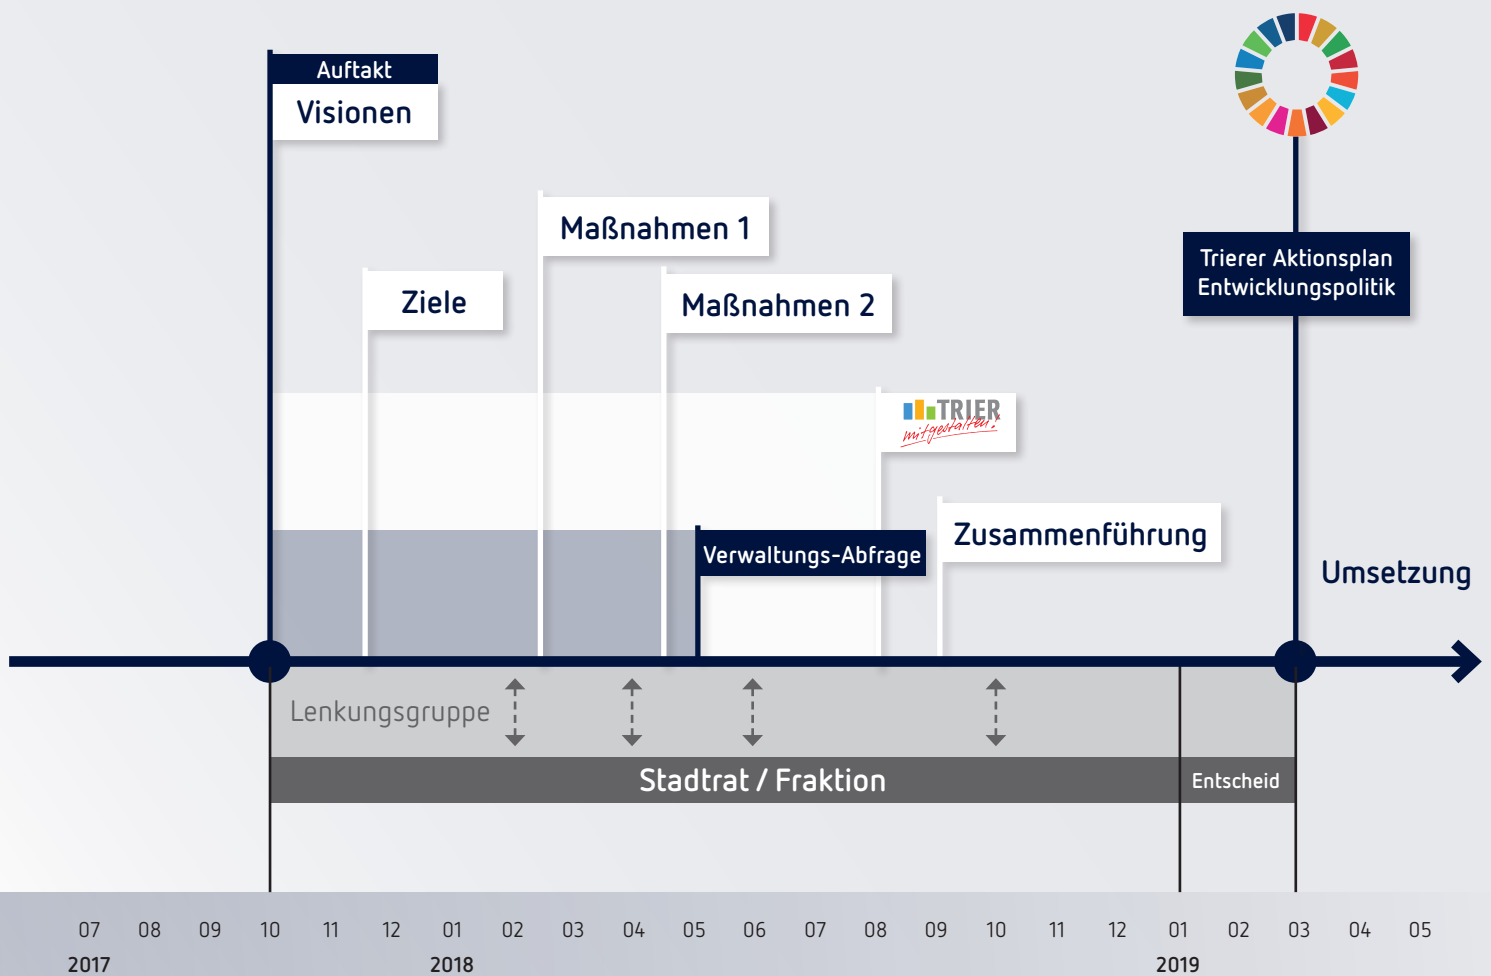 Auftakt
Visionen
Maßnahmen 1
Ziele
Maßnahmen 2
Trierer Aktionsplan
Entwicklungspolitik
TRIER
mitgestalten!
Verwaltungs-Abfrage
Zusammenführung
Umsetzung
Lenkungsgruppe
Stadtrat / Fraktion
Entscheid
07 08 09 10 11 12 01 02 03 04 05 06 07 08 09 10 11 12 01 02 03 04 05
2017 2018 2019